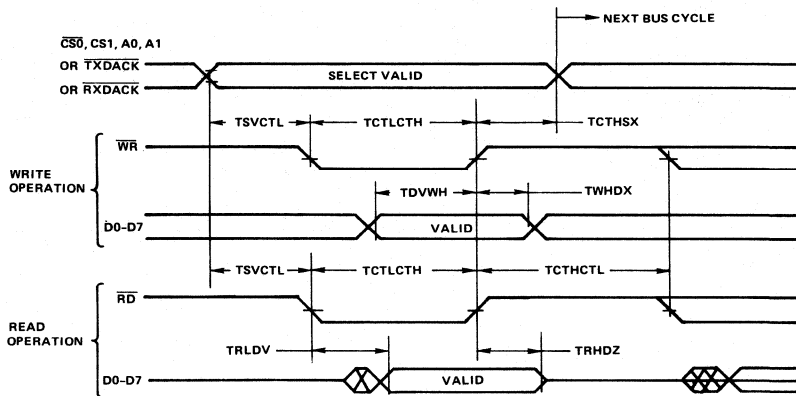 NEXT BUS CYCLE
CS0, CS1, A0, A1
OR TXDACK
OR RXDACK
SELECT VALID
TSVCTL TCTLCTH TCTHSX
WRITE
OPERATION
WR
TDVWH TWHDX
D0–D7 VALID
TSVCTL TCTLCTH TCTHCTL
READ
OPERATION
RD
TRLDV TRHDZ
D0–D7 VALID